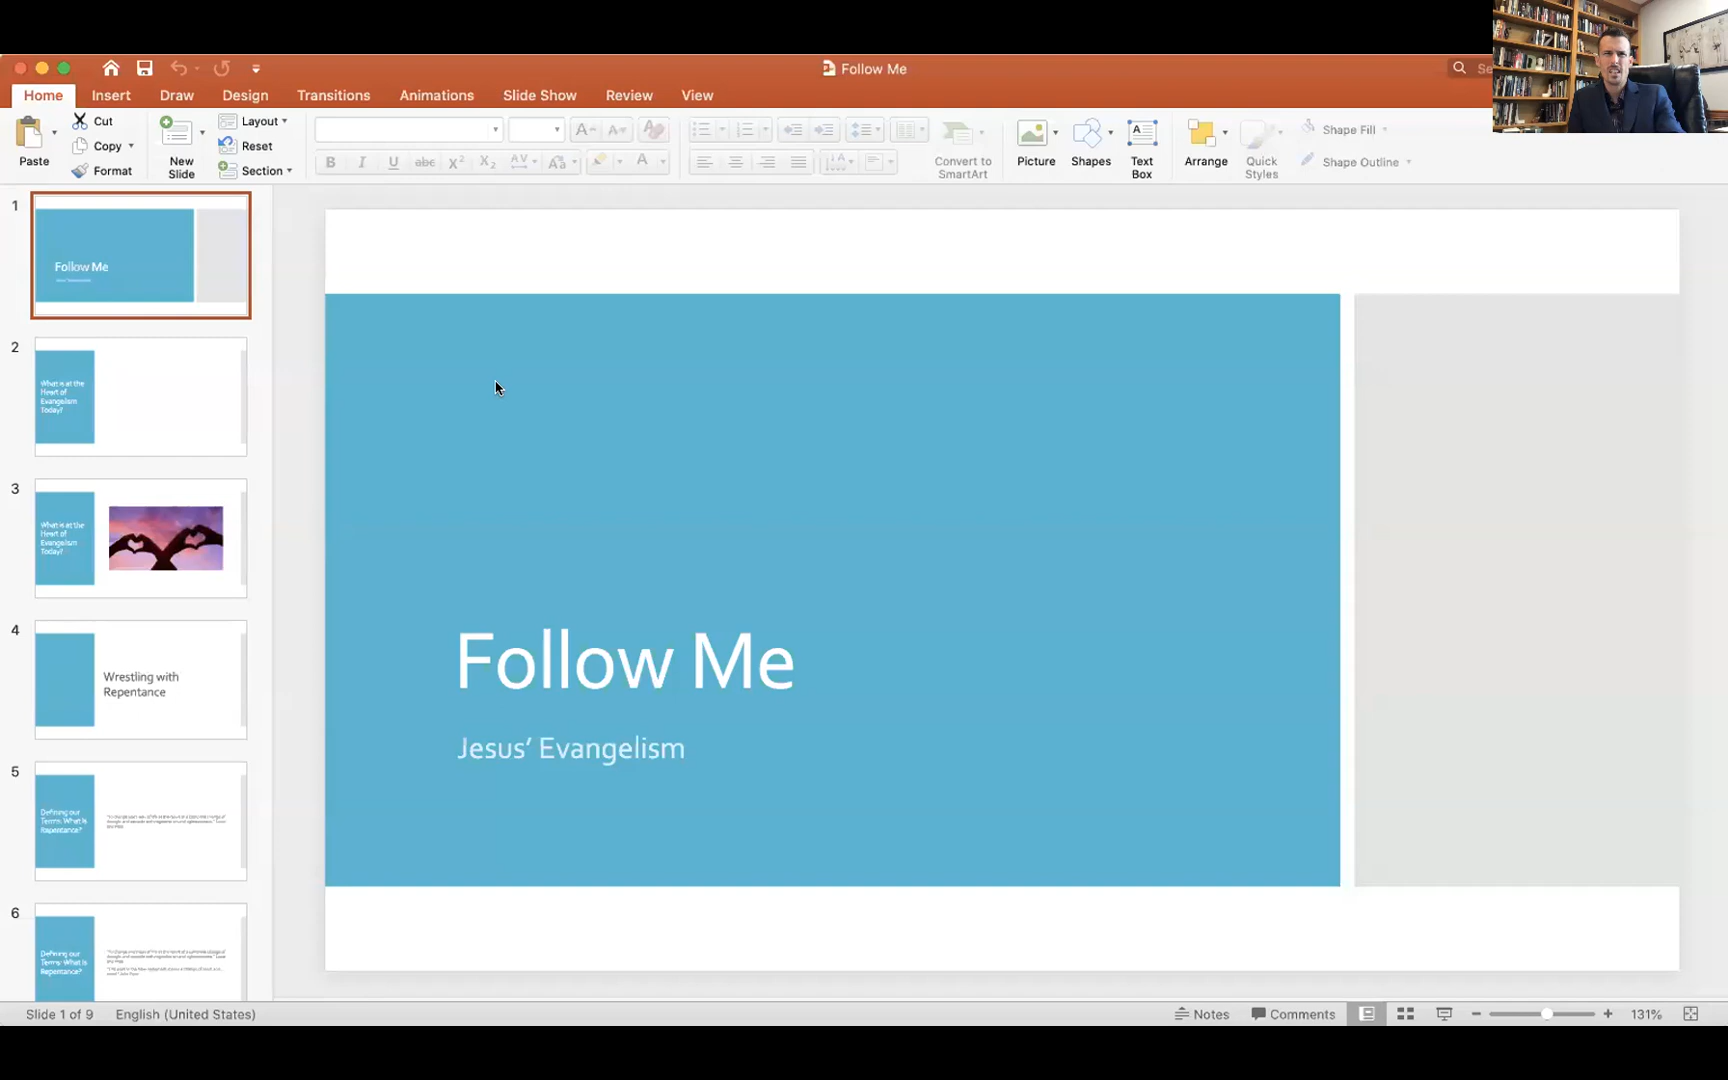 Follow Me
Home Insert Draw Design Transitions Animations Slide Show Review View
Paste
Cut
Copy
Format
New
Slide
Layout
Reset
Section
Convert to
SmartArt
Picture
Shapes
Text
Box
Arrange
Quick
Styles
Shape Fill
Shape Outline
1
Follow Me
Jesus' Evangelism
2
What is at the
Heart of
Evangelism
Today?
3
What is at the
Heart of
Evangelism
Today?
4
Wrestling with
Repentance
5
Defining our
Terms: What is
Repentance?
6
Defining our
Terms: What is
Repentance?
Follow Me
Jesus’ Evangelism
Slide 1 of 9 English (United States)
Notes Comments 131%